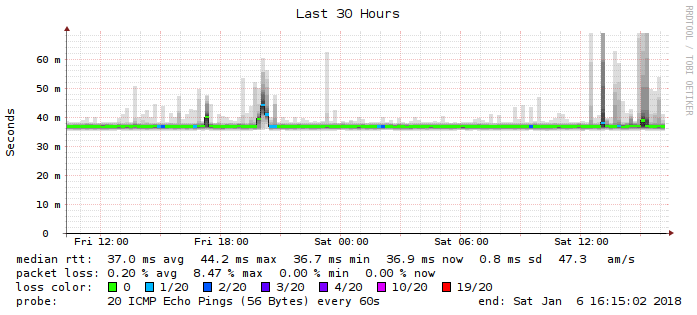 Last 30 Hours
RRDTOOL / TOBI OETIKER
Seconds
60 m
50 m
40 m
30 m
20 m
10 m
0
Fri 12:00 Fri 18:00 Sat 00:00 Sat 06:00 Sat 12:00
median rtt: 37.0 ms avg 44.2 ms max 36.7 ms min 36.9 ms now 0.8 ms sd 47.3 am/s
packet loss: 0.20 % avg 8.47 % max 0.00 % min 0.00 % now
loss color: 0 1/20 2/20 3/20 4/20 10/20 19/20
probe: 20 ICMP Echo Pings (56 Bytes) every 60s end: Sat Jan 6 16:15:02 2018